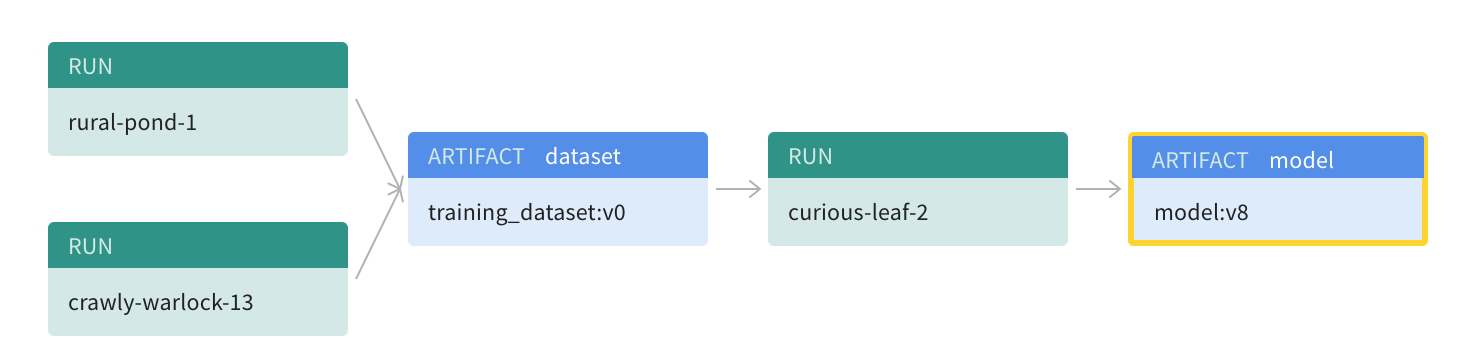 RUN
rural-pond-1
RUN
crawly-warlock-13
ARTIFACT dataset
training_dataset:v0
RUN
curious-leaf-2
ARTIFACT model
model:v8